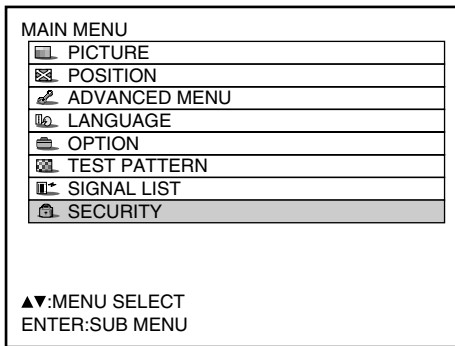 MAIN MENU
PICTURE
POSITION
ADVANCED MENU
LANGUAGE
OPTION
TEST PATTERN
SIGNAL LIST
SECURITY
▲▼:MENU SELECT
ENTER:SUB MENU